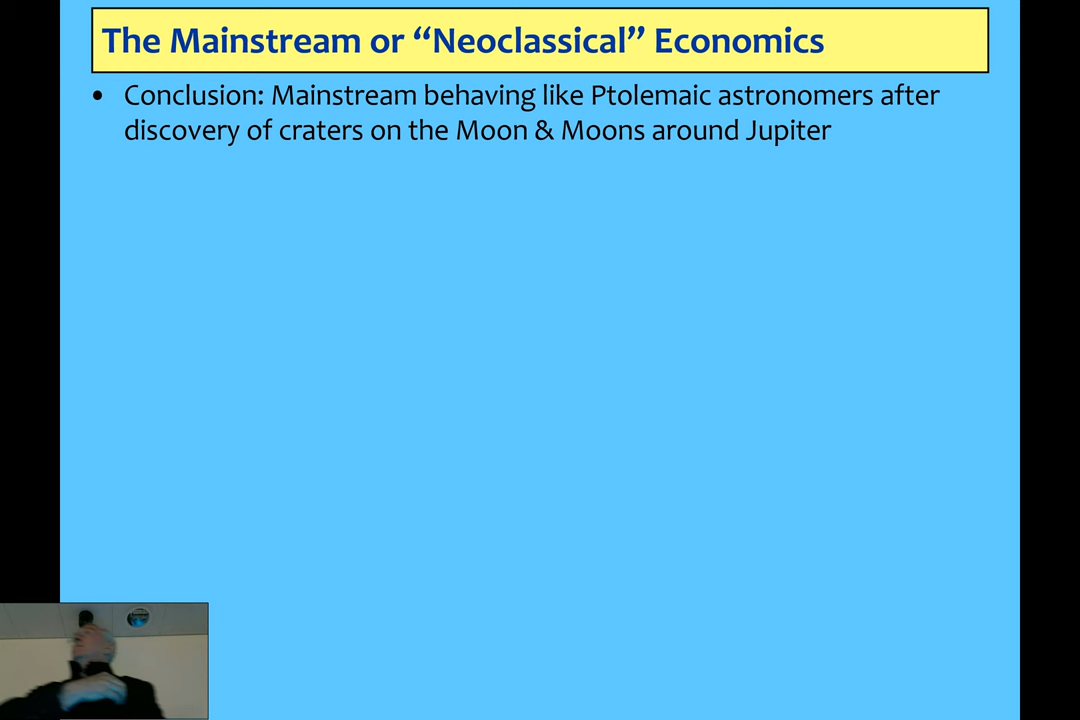 The Mainstream or “Neoclassical” Economics
• Conclusion: Mainstream behaving like Ptolemaic astronomers after
discovery of craters on the Moon & Moons around Jupiter